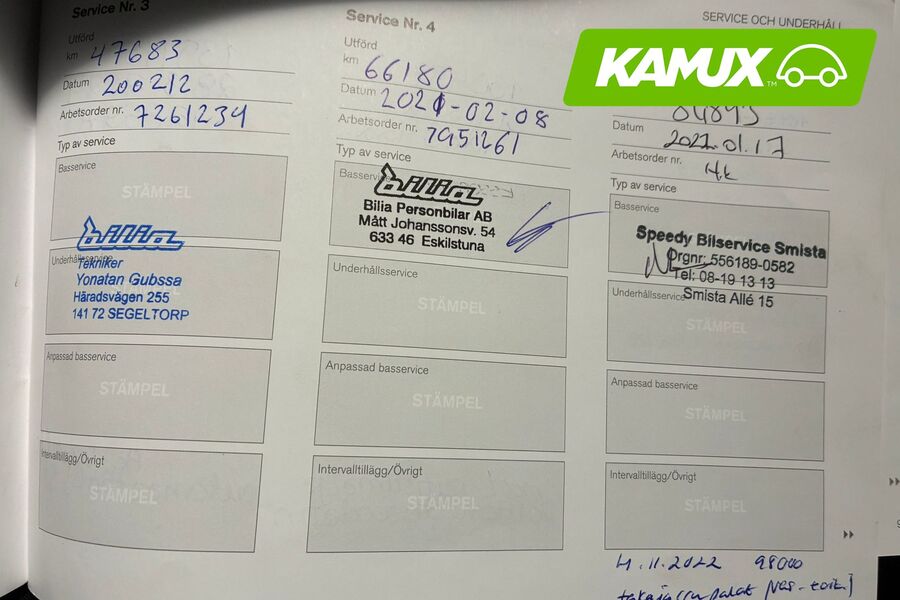 SERVICE OCH UNDERHÅLL
KAMUX
Service Nr. 3
Utförd
km 47683
Datum 200212
Arbetsorder nr. 7261239
Typ av service
Basservice
STÄMPEL
bilia
Underhållsservice
Tekniker
Yonatan Gubssa
Häradsvägen 255
141 72 SEGELTORP
Anpassad basservice
STÄMPEL
Intervalltillägg/Övrigt
STÄMPEL
Service Nr. 4
Utförd
km 66180
Datum 2021-02-08
Arbetsorder nr. 7951261
Typ av service
Basservice
bilia
Bilia Personbilar AB
Mått Johanssonsv. 54
633 46 Eskilstuna
Underhållsservice
STÄMPEL
Anpassad basservice
STÄMPEL
Intervalltillägg/Övrigt
STÄMPEL
Datum 2022.01.17
Arbetsorder nr.
Typ av service
Basservice
Speedy Bilservice Smista
Orgnr: 556189-0582
Tel: 08-19 13 13
Smista Allé 15
Underhållsservice
STÄMPEL
Anpassad basservice
STÄMPEL
Intervalltillägg/Övrigt
STÄMPEL
4.11.2022 98000